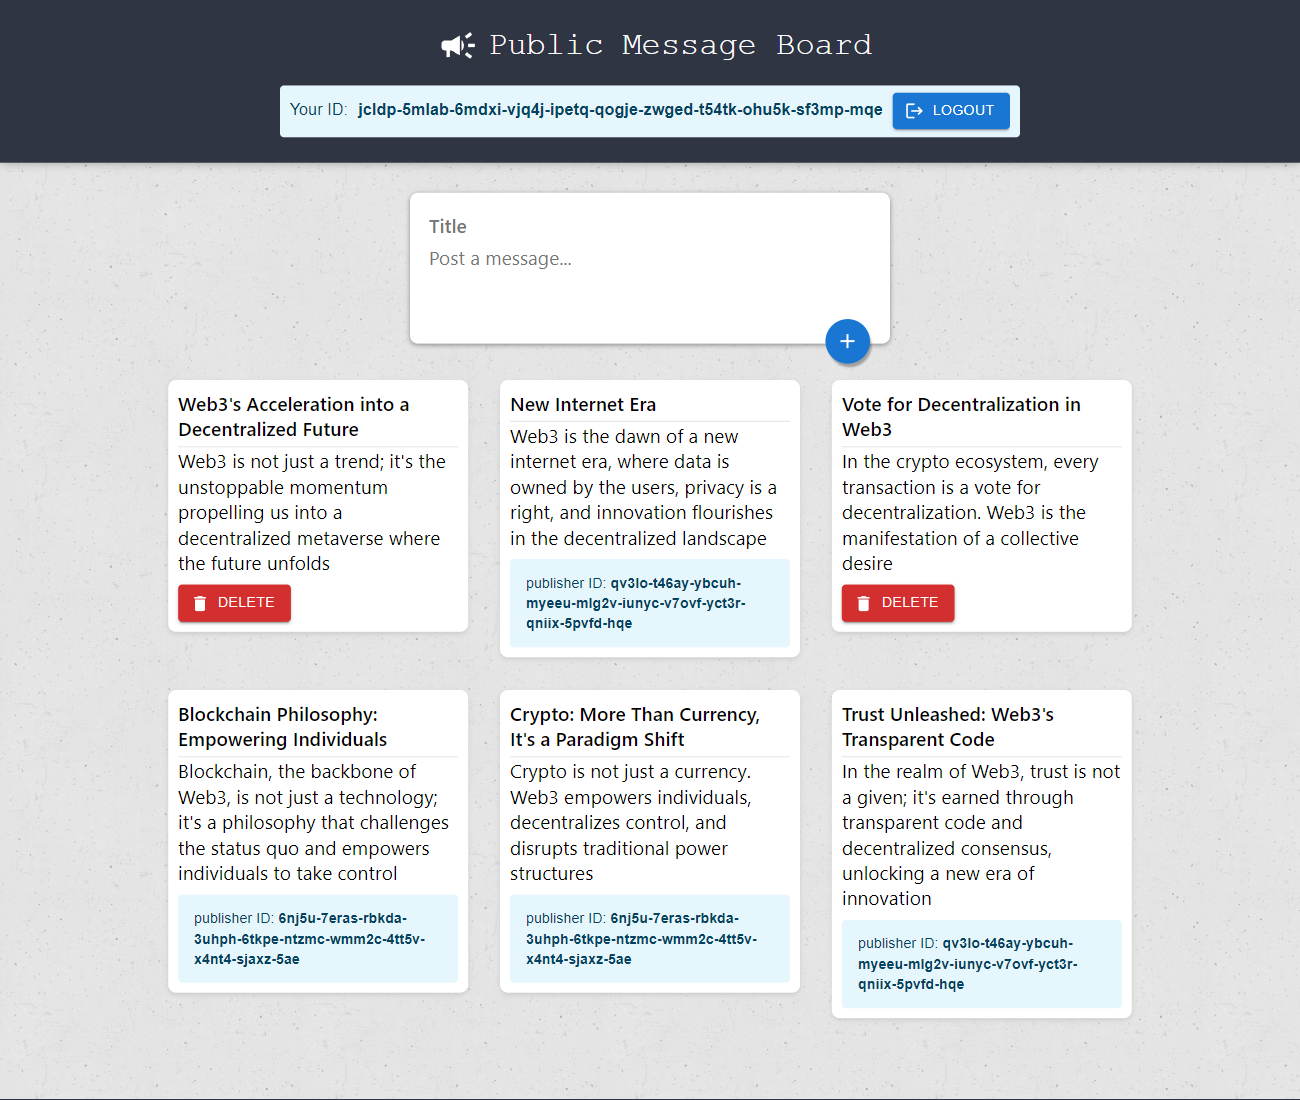 Public Message Board
Your ID: jcldp-5mlab-6mdxi-vjq4j-ipetq-qogje-zwged-t54tk-ohu5k-sf3mp-mqe
LOGOUT
Title
Post a message...
Web3's Acceleration into a
Decentralized Future
Web3 is not just a trend; it's the
unstoppable momentum
propelling us into a
decentralized metaverse where
the future unfolds
DELETE
New Internet Era
Web3 is the dawn of a new
internet era, where data is
owned by the users, privacy is a
right, and innovation flourishes
in the decentralized landscape
publisher ID: qv3lo-t46ay-ybcuh-
myeeu-mlg2v-iunyc-v7ovf-yct3r-
qniix-5pvfd-hqe
Vote for Decentralization in
Web3
In the crypto ecosystem, every
transaction is a vote for
decentralization. Web3 is the
manifestation of a collective
desire
DELETE
Blockchain Philosophy:
Empowering Individuals
Blockchain, the backbone of
Web3, is not just a technology;
it's a philosophy that challenges
the status quo and empowers
individuals to take control
publisher ID: 6nj5u-7eras-rbkda-
3uhph-6tkpe-ntzmc-wmm2c-4tt5v-
x4nt4-sjaxz-5ae
Crypto: More Than Currency,
It's a Paradigm Shift
Crypto is not just a currency.
Web3 empowers individuals,
decentralizes control, and
disrupts traditional power
structures
publisher ID: 6nj5u-7eras-rbkda-
3uhph-6tkpe-ntzmc-wmm2c-4tt5v-
x4nt4-sjaxz-5ae
Trust Unleashed: Web3's
Transparent Code
In the realm of Web3, trust is not
a given; it's earned through
transparent code and
decentralized consensus,
unlocking a new era of
innovation
publisher ID: qv3lo-t46ay-ybcuh-
myeeu-mlg2v-iunyc-v7ovf-yct3r-
qniix-5pvfd-hqe